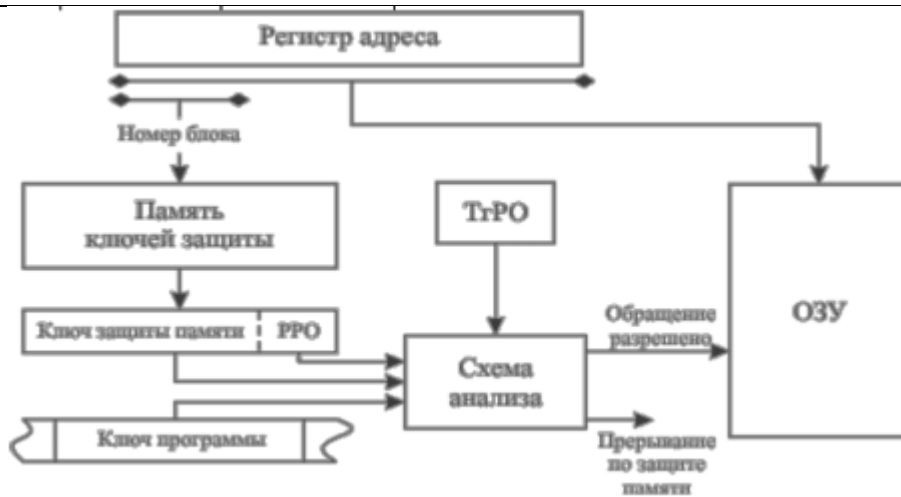 Регистр адреса
Номер блока
Память
ключей защиты
ТгРО
Ключ защиты памяти
РРО
Обращение
разрешено
ОЗУ
Схема
анализа
Ключ программы
Прерывание
по защите
памяти